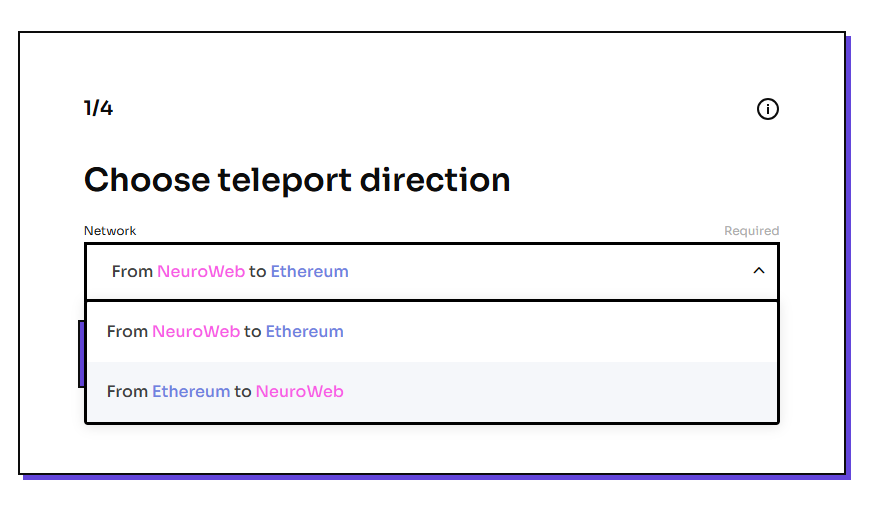 1/4
Choose teleport direction
Network Required
From NeuroWeb to Ethereum
From NeuroWeb to Ethereum
From Ethereum to NeuroWeb